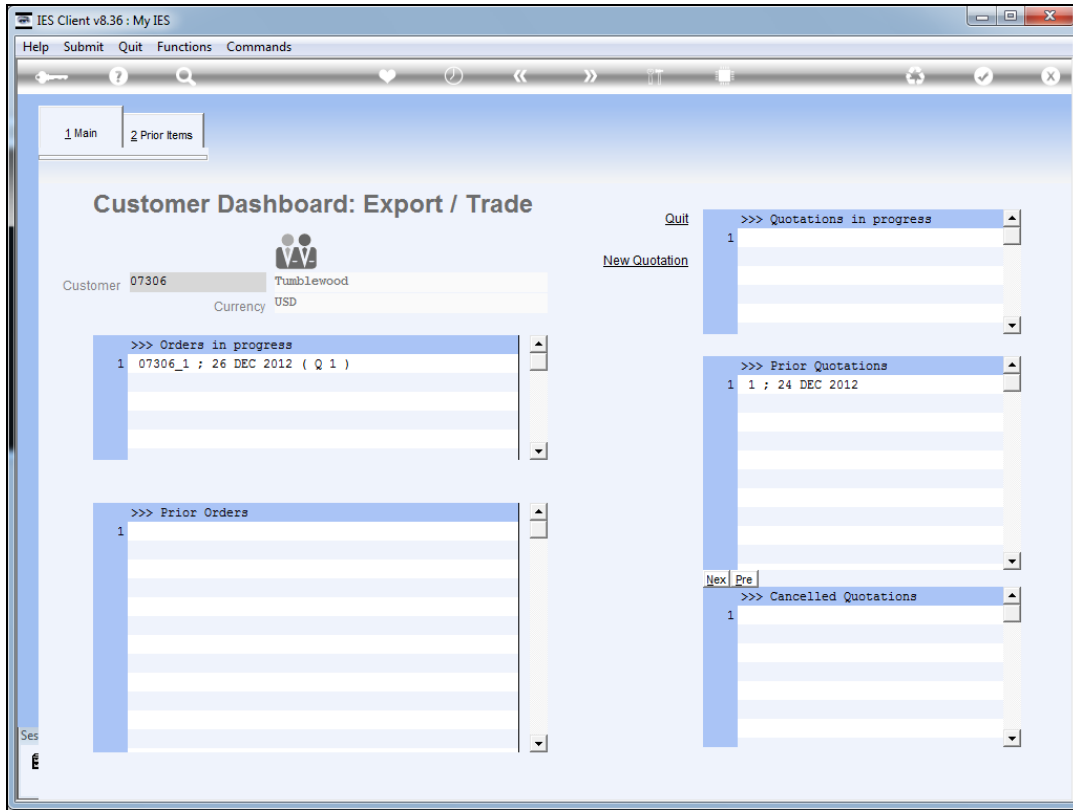 IES Client v8.36 : My IES
Help Submit Quit Functions Commands
1 Main
2 Prior Items
Customer Dashboard: Export / Trade
Customer 07306 Tumblewood
Currency USD
>>> Orders in progress
1 07306_1 ; 26 DEC 2012 ( Q 1 )
>>> Prior Orders
1
Quit
New Quotation
>>> Quotations in progress
1
>>> Prior Quotations
1 1 ; 24 DEC 2012
Nex Pre
>>> Cancelled Quotations
1
Ses